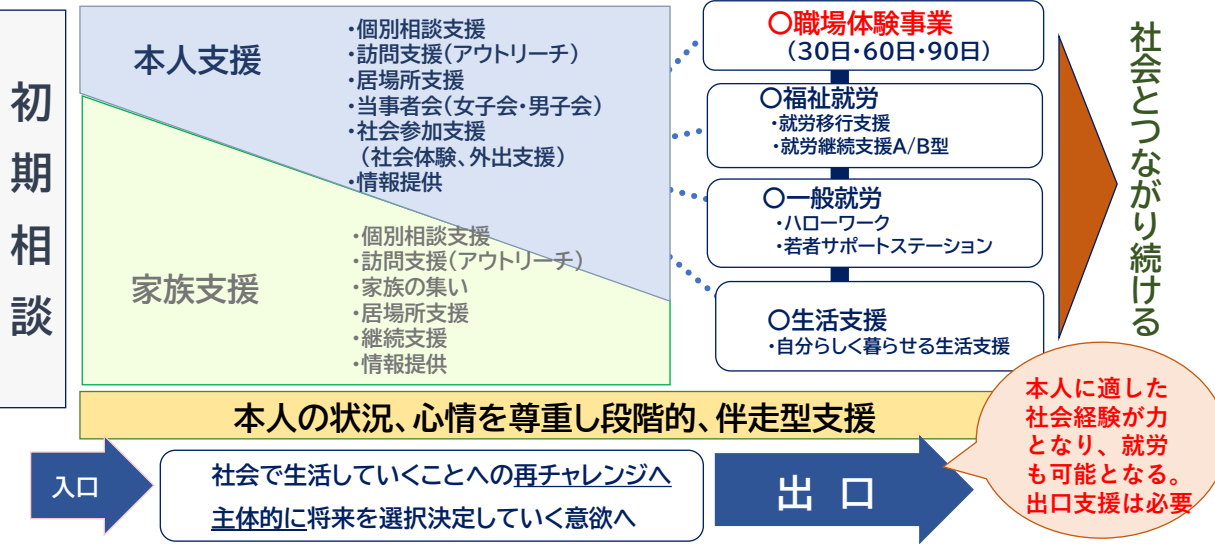 初期相談
本人支援
・個別相談支援
・訪問支援(アウトリーチ)
・居場所支援
・当事者会(女子会・男子会)
・社会参加支援
(社会体験、外出支援)
・情報提供
家族支援
・個別相談支援
・訪問支援(アウトリーチ)
・家族の集い
・居場所支援
・継続支援
・情報提供
〇職場体験事業
(30日・60日・90日)
〇福祉就労
・就労移行支援
・就労継続支援A/B型
〇一般就労
・ハローワーク
・若者サポートステーション
〇生活支援
・自分らしく暮らせる生活支援
社会とつながり続ける
本人の状況、心情を尊重し段階的、伴走型支援
入口
社会で生活していくことへの再チャレンジへ
主体的に将来を選択決定していく意欲へ
出口
本人に適した
社会経験が力
となり、就労
も可能となる。
出口支援は必要